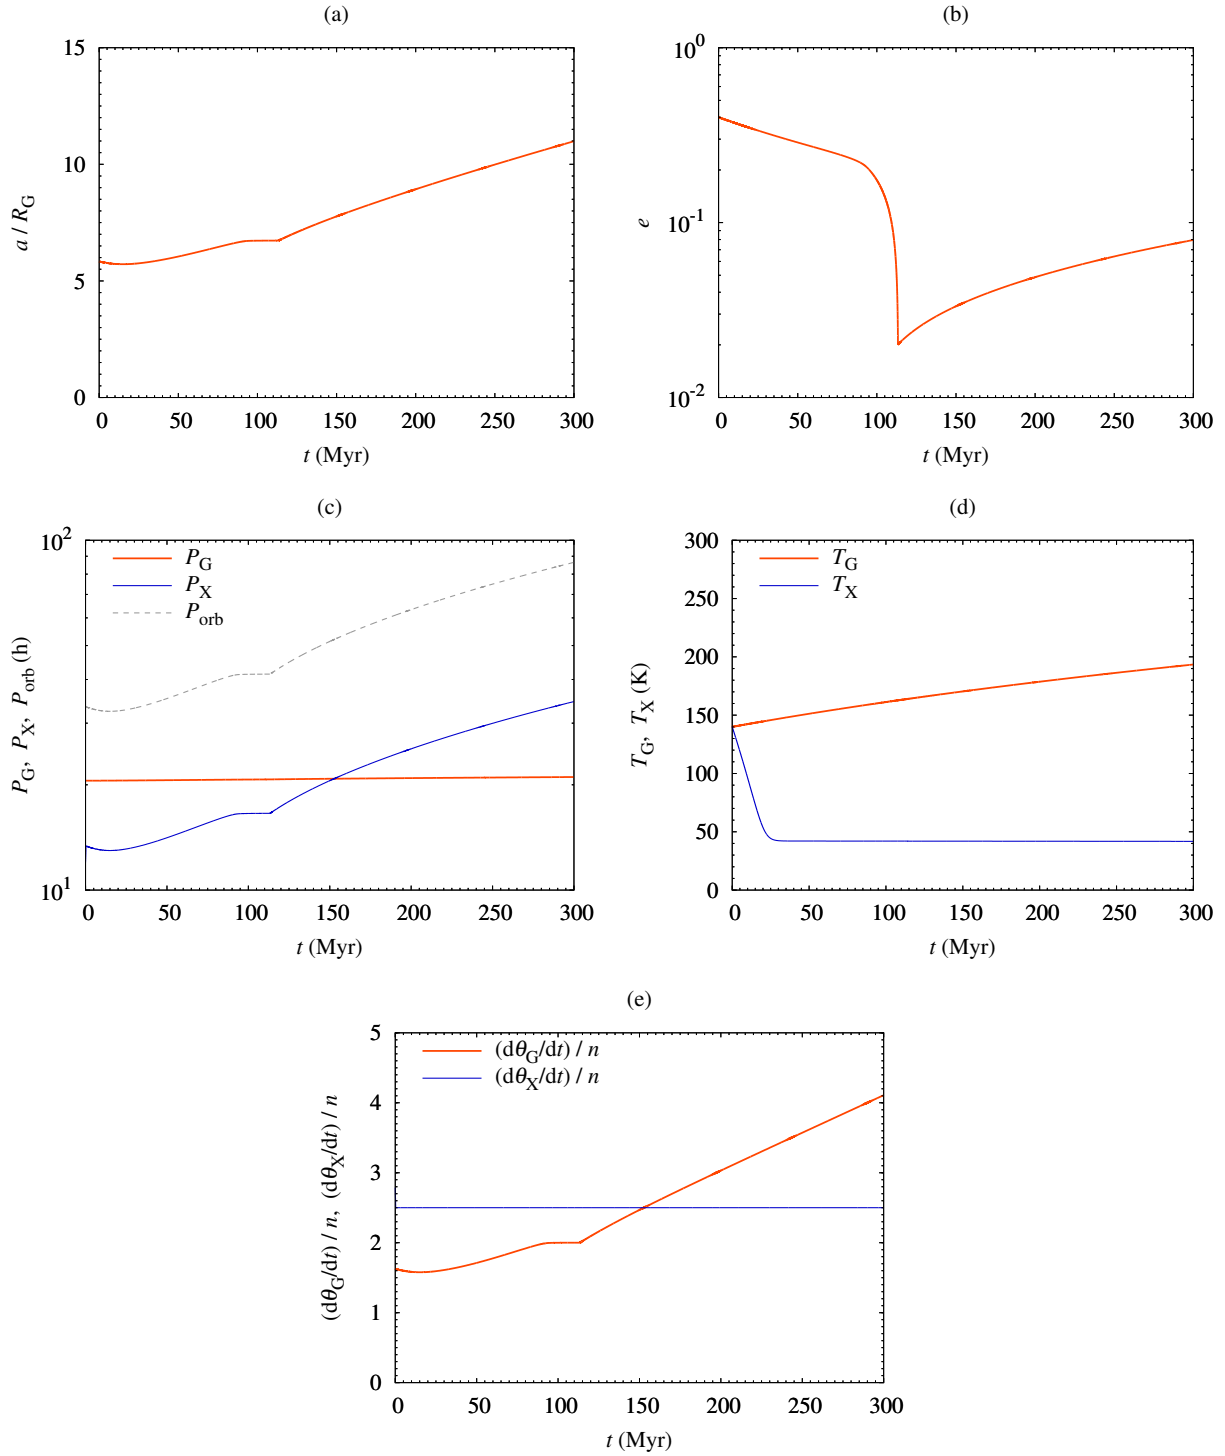 (a)
15
10
5
0
a / R_G
0 50 100 150 200 250 300
t (Myr)
(b)
10^0
10^-1
10^-2
e
0 50 100 150 200 250 300
t (Myr)
(c)
10^2
10^1
P_G, P_X, P_orb (h)
P_G
P_X
P_orb
0 50 100 150 200 250 300
t (Myr)
(d)
300
250
200
150
100
50
0
T_G, T_X (K)
T_G
T_X
0 50 100 150 200 250 300
t (Myr)
(e)
5
4
3
2
1
0
(dθ_G/dt) / n, (dθ_X/dt) / n
(dθ_G/dt) / n
(dθ_X/dt) / n
0 50 100 150 200 250 300
t (Myr)